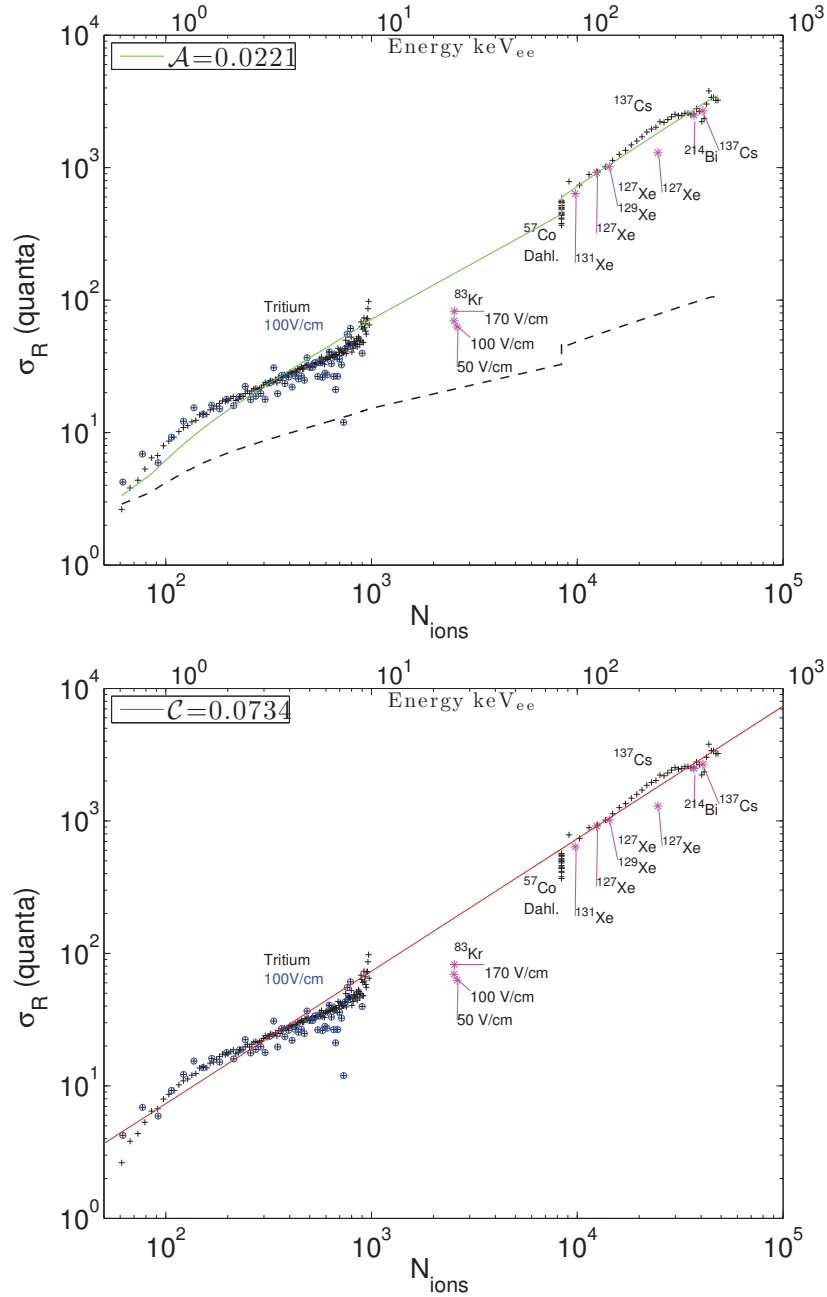 10^0 10^1 10^2 10^3
10^4
Energy keV_ee
𝒜=0.0221
^137Cs
10^3
^214Bi ^137Cs
^127Xe ^127Xe
^129Xe
^57Co ^127Xe
Dahl. ^131Xe
σ_R (quanta)
10^2
Tritium
100V/cm
^83Kr
170 V/cm
100 V/cm
50 V/cm
10^1
10^0
10^2 10^3 10^4 10^5
N_ions
10^0 10^1 10^2 10^3
10^4
Energy keV_ee
𝒞=0.0734
^137Cs
10^3
^214Bi ^137Cs
^127Xe ^127Xe
^129Xe
^57Co ^127Xe
Dahl. ^131Xe
σ_R (quanta)
10^2
Tritium
100V/cm
^83Kr
170 V/cm
100 V/cm
50 V/cm
10^1
10^0
10^2 10^3 10^4 10^5
N_ions